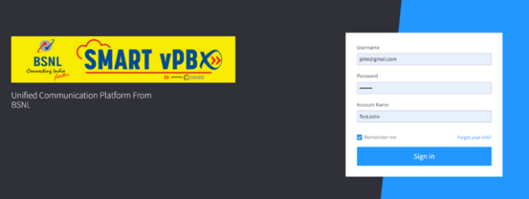 BSNL
Connecting India
SMART vPBX
Unified Communication Platform From
BSNL
Username
john@gmail.com
Password
Account Name
TestJohn
Remember me
Forgot your info?
Sign in